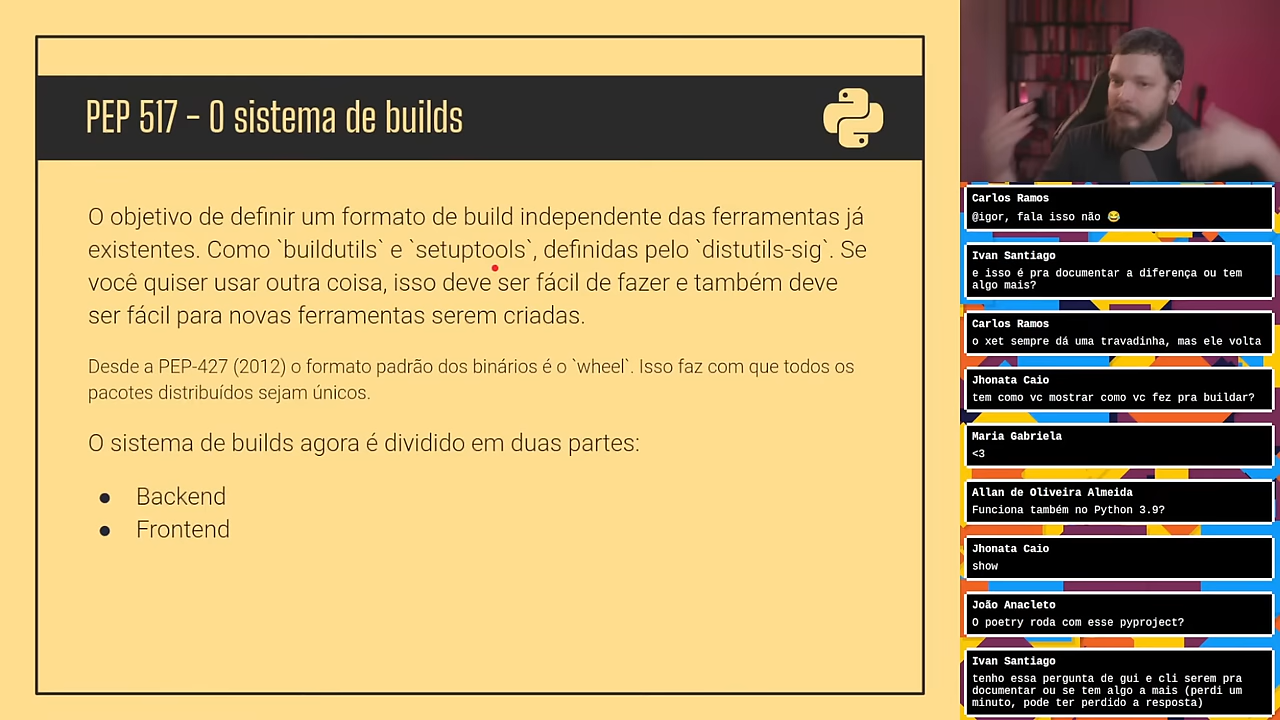 PEP 517 - O sistema de builds
O objetivo de definir um formato de build independente das ferramentas já
existentes. Como `buildutils` e `setuptools`, definidas pelo `distutils-sig`. Se
você quiser usar outra coisa, isso deve ser fácil de fazer e também deve
ser fácil para novas ferramentas serem criadas.
Desde a PEP-427 (2012) o formato padrão dos binários é o `wheel`. Isso faz com que todos os
pacotes distribuídos sejam únicos.
O sistema de builds agora é dividido em duas partes:
● Backend
● Frontend
Carlos Ramos
@igor, fala isso não 😂
Ivan Santiago
e isso é pra documentar a diferença ou tem
algo mais?
Carlos Ramos
o xet sempre dá uma travadinha, mas ele volta
Jhonata Caio
tem como vc mostrar como vc fez pra buildar?
Maria Gabriela
<3
Allan de Oliveira Almeida
Funciona também no Python 3.9?
Jhonata Caio
show
João Anacleto
O poetry roda com esse pyproject?
Ivan Santiago
tenho essa pergunta de gui e cli serem pra
documentar ou se tem algo a mais (perdi um
minuto, pode ter perdido a resposta)